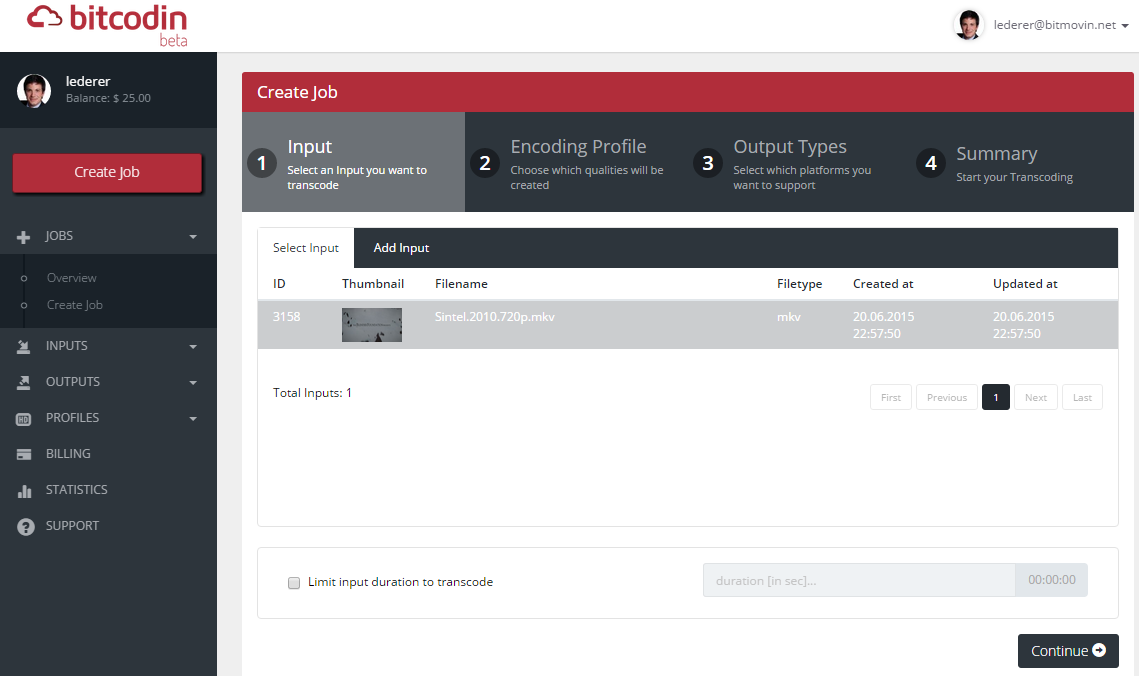 bitcodin
beta
lederer@bitmovin.net
lederer
Balance: $ 25.00
Create Job
JOBS
Overview
Create Job
INPUTS
OUTPUTS
HD
PROFILES
BILLING
STATISTICS
?
SUPPORT
Create Job
1
Input
Select an Input you want to
transcode
2
Encoding Profile
Choose which qualities will be
created
3
Output Types
Select which platforms you
want to support
4
Summary
Start your Transcoding
Select Input
Add Input
ID Thumbnail Filename Filetype Created at Updated at
3158 Sintel.2010.720p.mkv mkv 20.06.2015 20.06.2015
22:57:50 22:57:50
Total Inputs: 1
First Previous 1 Next Last
Limit input duration to transcode
duration [in sec]...
00:00:00
Continue